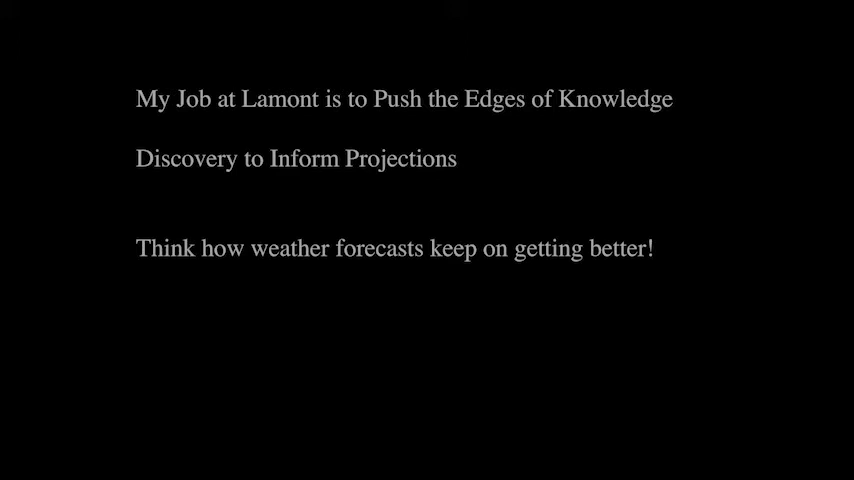 My Job at Lamont is to Push the Edges of Knowledge
Discovery to Inform Projections
Think how weather forecasts keep on getting better!